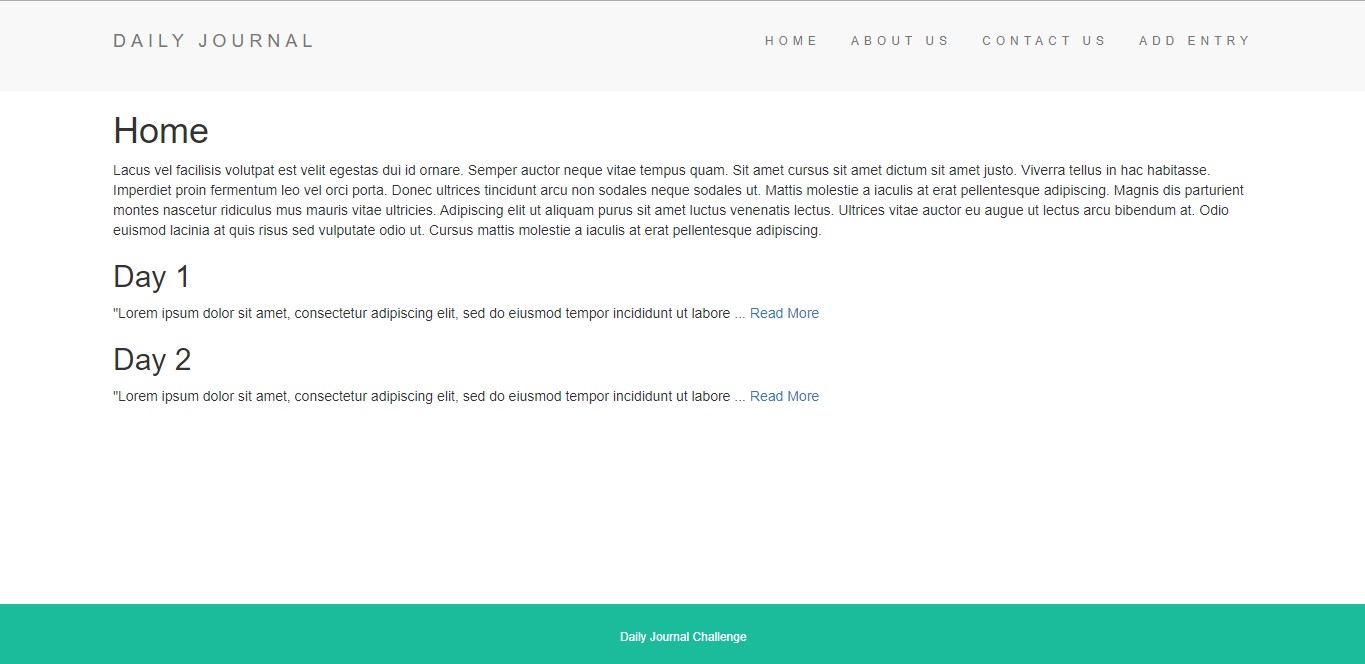 DAILY JOURNAL
HOME ABOUT US CONTACT US ADD ENTRY
Home
Lacus vel facilisis volutpat est velit egestas dui id ornare. Semper auctor neque vitae tempus quam. Sit amet cursus sit amet dictum sit amet justo. Viverra tellus in hac habitasse.
Imperdiet proin fermentum leo vel orci porta. Donec ultrices tincidunt arcu non sodales neque sodales ut. Mattis molestie a iaculis at erat pellentesque adipiscing. Magnis dis parturient
montes nascetur ridiculus mus mauris vitae ultricies. Adipiscing elit ut aliquam purus sit amet luctus venenatis lectus. Ultrices vitae auctor eu augue ut lectus arcu bibendum at. Odio
euismod lacinia at quis risus sed vulputate odio ut. Cursus mattis molestie a iaculis at erat pellentesque adipiscing.
Day 1
"Lorem ipsum dolor sit amet, consectetur adipiscing elit, sed do eiusmod tempor incididunt ut labore ... Read More
Day 2
"Lorem ipsum dolor sit amet, consectetur adipiscing elit, sed do eiusmod tempor incididunt ut labore ... Read More
Daily Journal Challenge